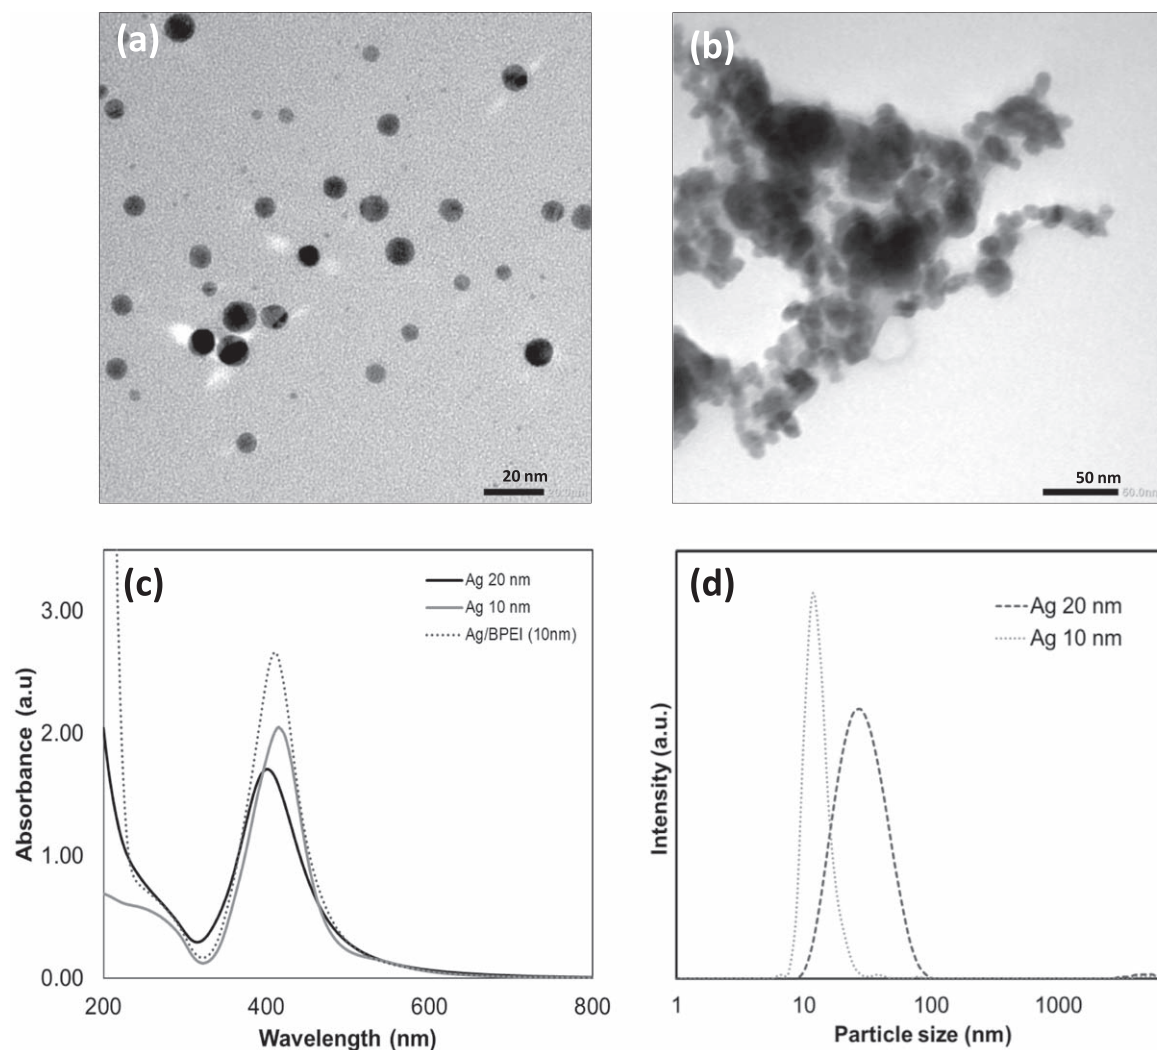 (a)
20 nm
(b)
50 nm
50.0nm
(c)
Ag 20 nm
Ag 10 nm
Ag/BPEI (10nm)
3.00
2.00
1.00
0.00
200
400
600
800
Absorbance (a.u)
Wavelength (nm)
(d)
Ag 20 nm
Ag 10 nm
1
10
100
1000
Intensity (a.u.)
Particle size (nm)